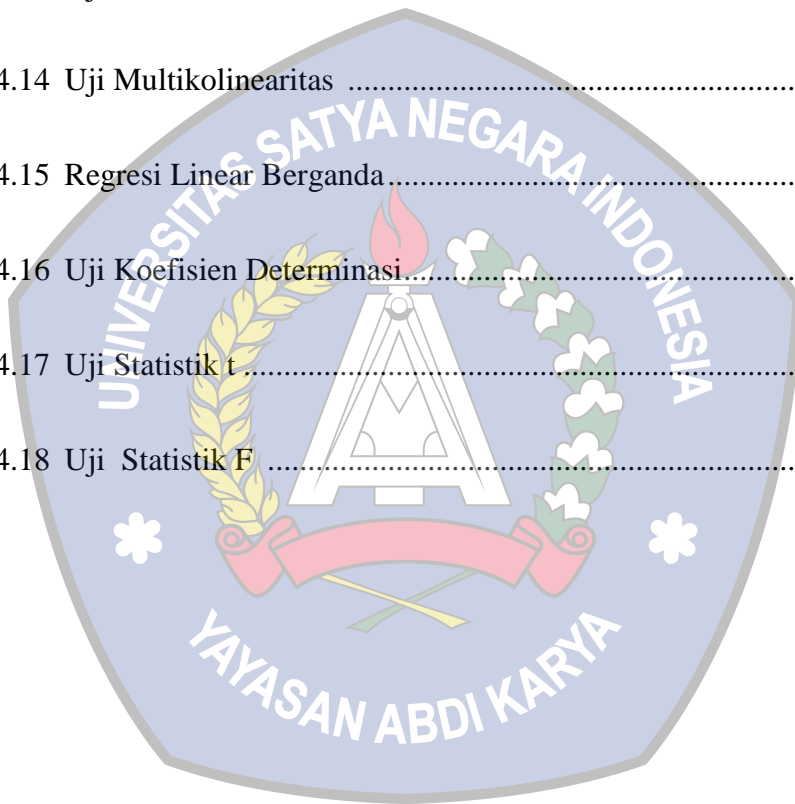 4.14 Uji Multikolinearitas ..........................................................
4.15 Regresi Linear Berganda.....................................................
4.16 Uji Koefisien Determinasi...................................................
4.17 Uji Statistik t ........................................................................
4.18 Uji Statistik F .....................................................................
UNIVERSITAS SATYA NEGARA INDONESIA
YAYASAN ABDI KARYA